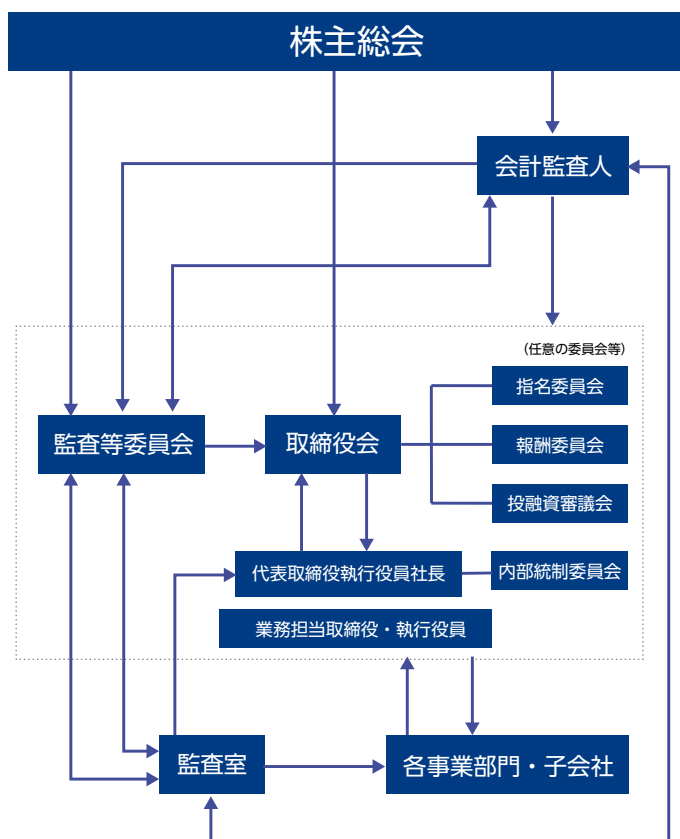 株主総会
会計監査人
(任意の委員会等)
指名委員会
監査等委員会
取締役会
報酬委員会
投融資審議会
代表取締役執行役員社長
内部統制委員会
業務担当取締役・執行役員
監査室
各事業部門・子会社